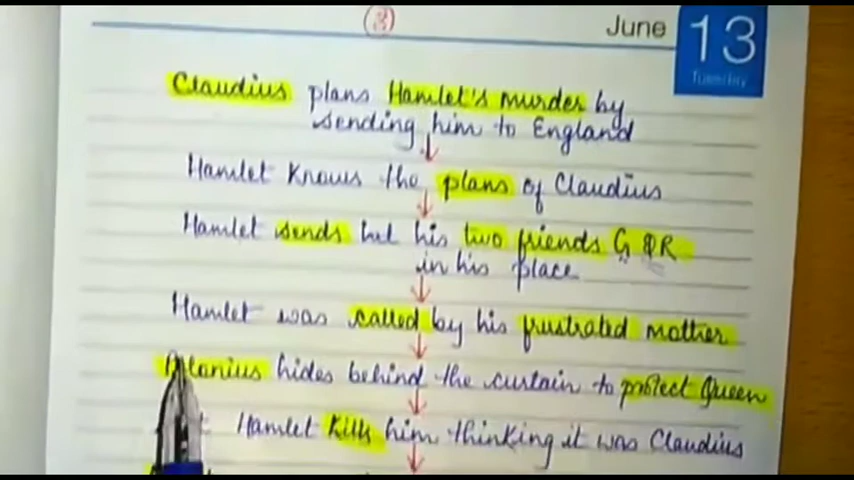 (3)
June 13
Tuesday
Claudius plans Hamlet's murder by
sending him to England
Hamlet Knows the plans of Claudius
Hamlet sends but his two friends G & R
in his place
Hamlet was called by his frustrated mother
hides behind the curtain to protect Queen
Hamlet Kills him thinking it was Claudius